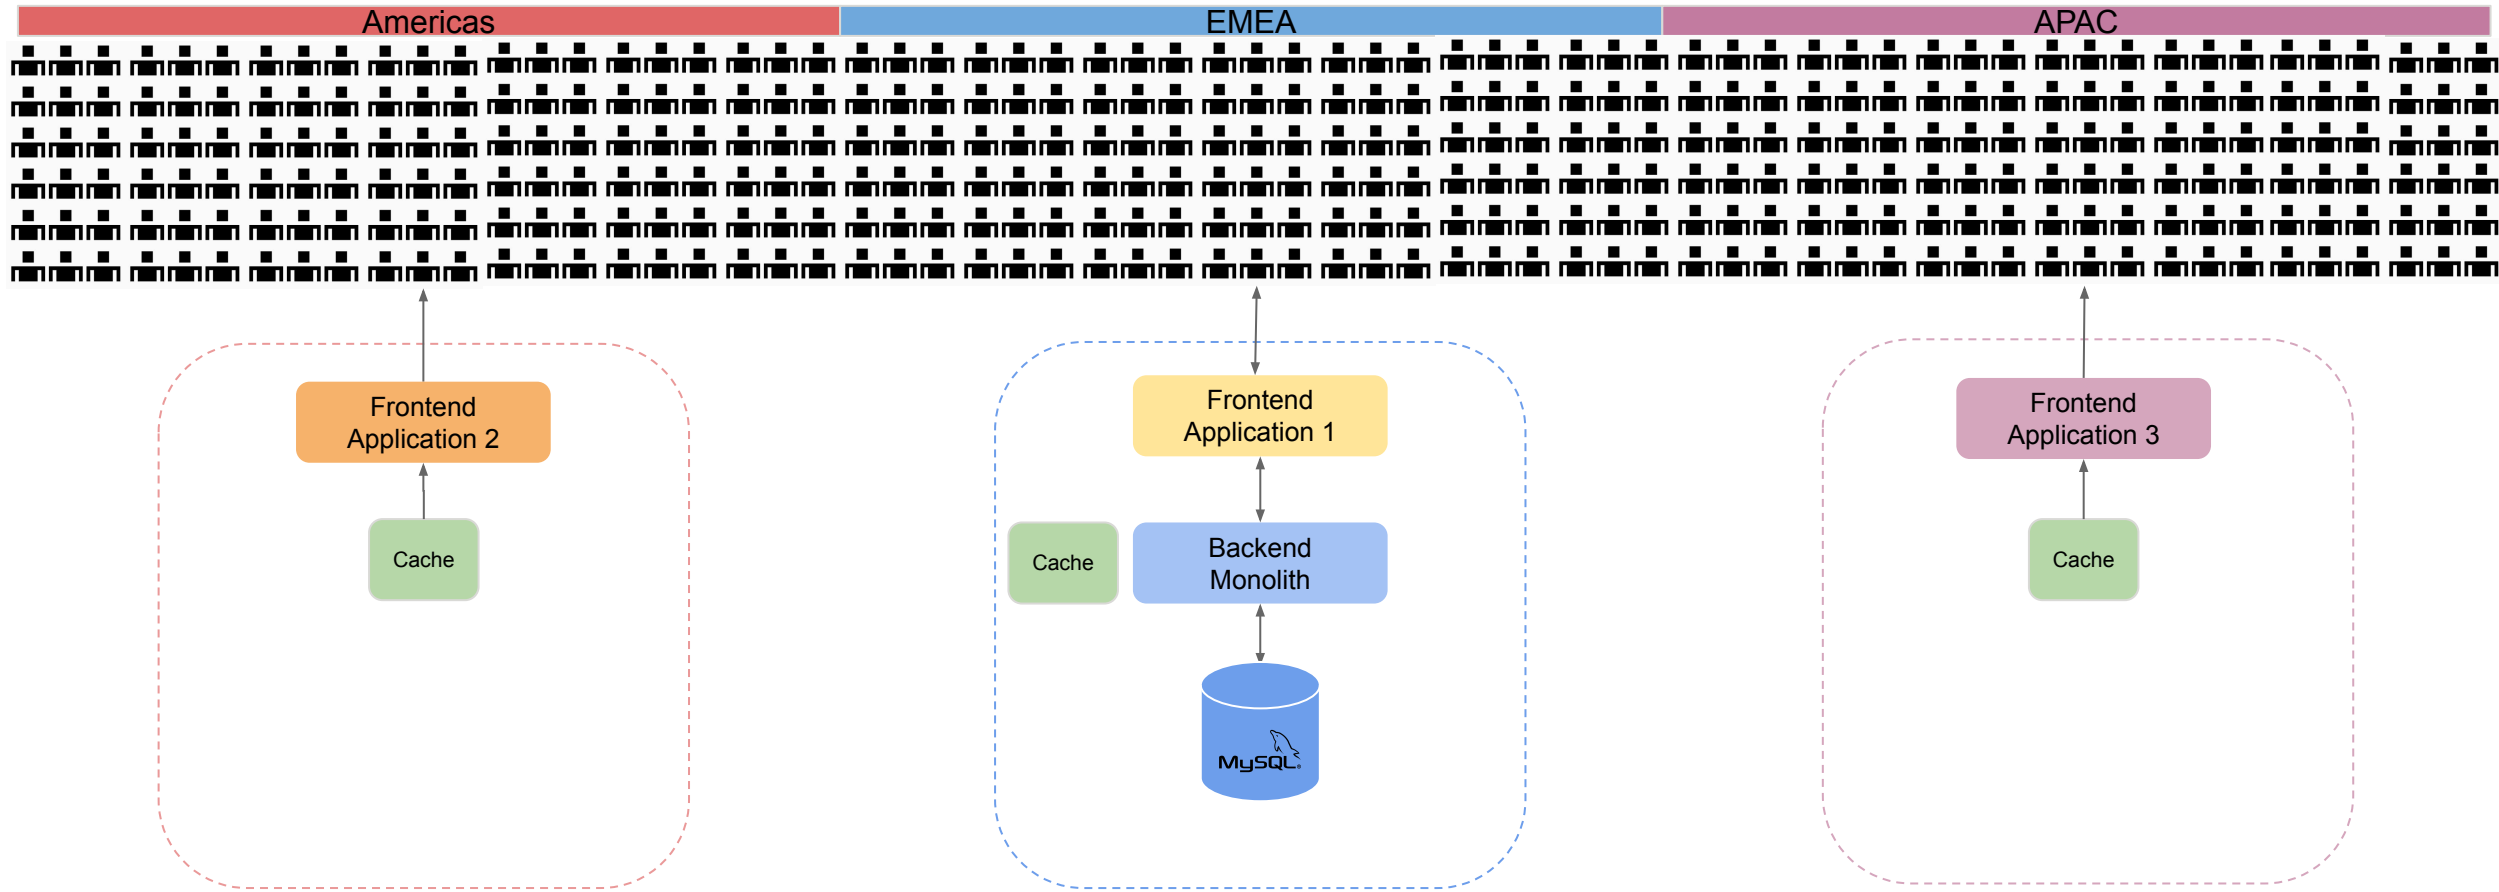 Americas
EMEA
APAC
Frontend
Application 2
Frontend
Application 1
Frontend
Application 3
Cache
Cache
Backend
Monolith
Cache
MySQL®